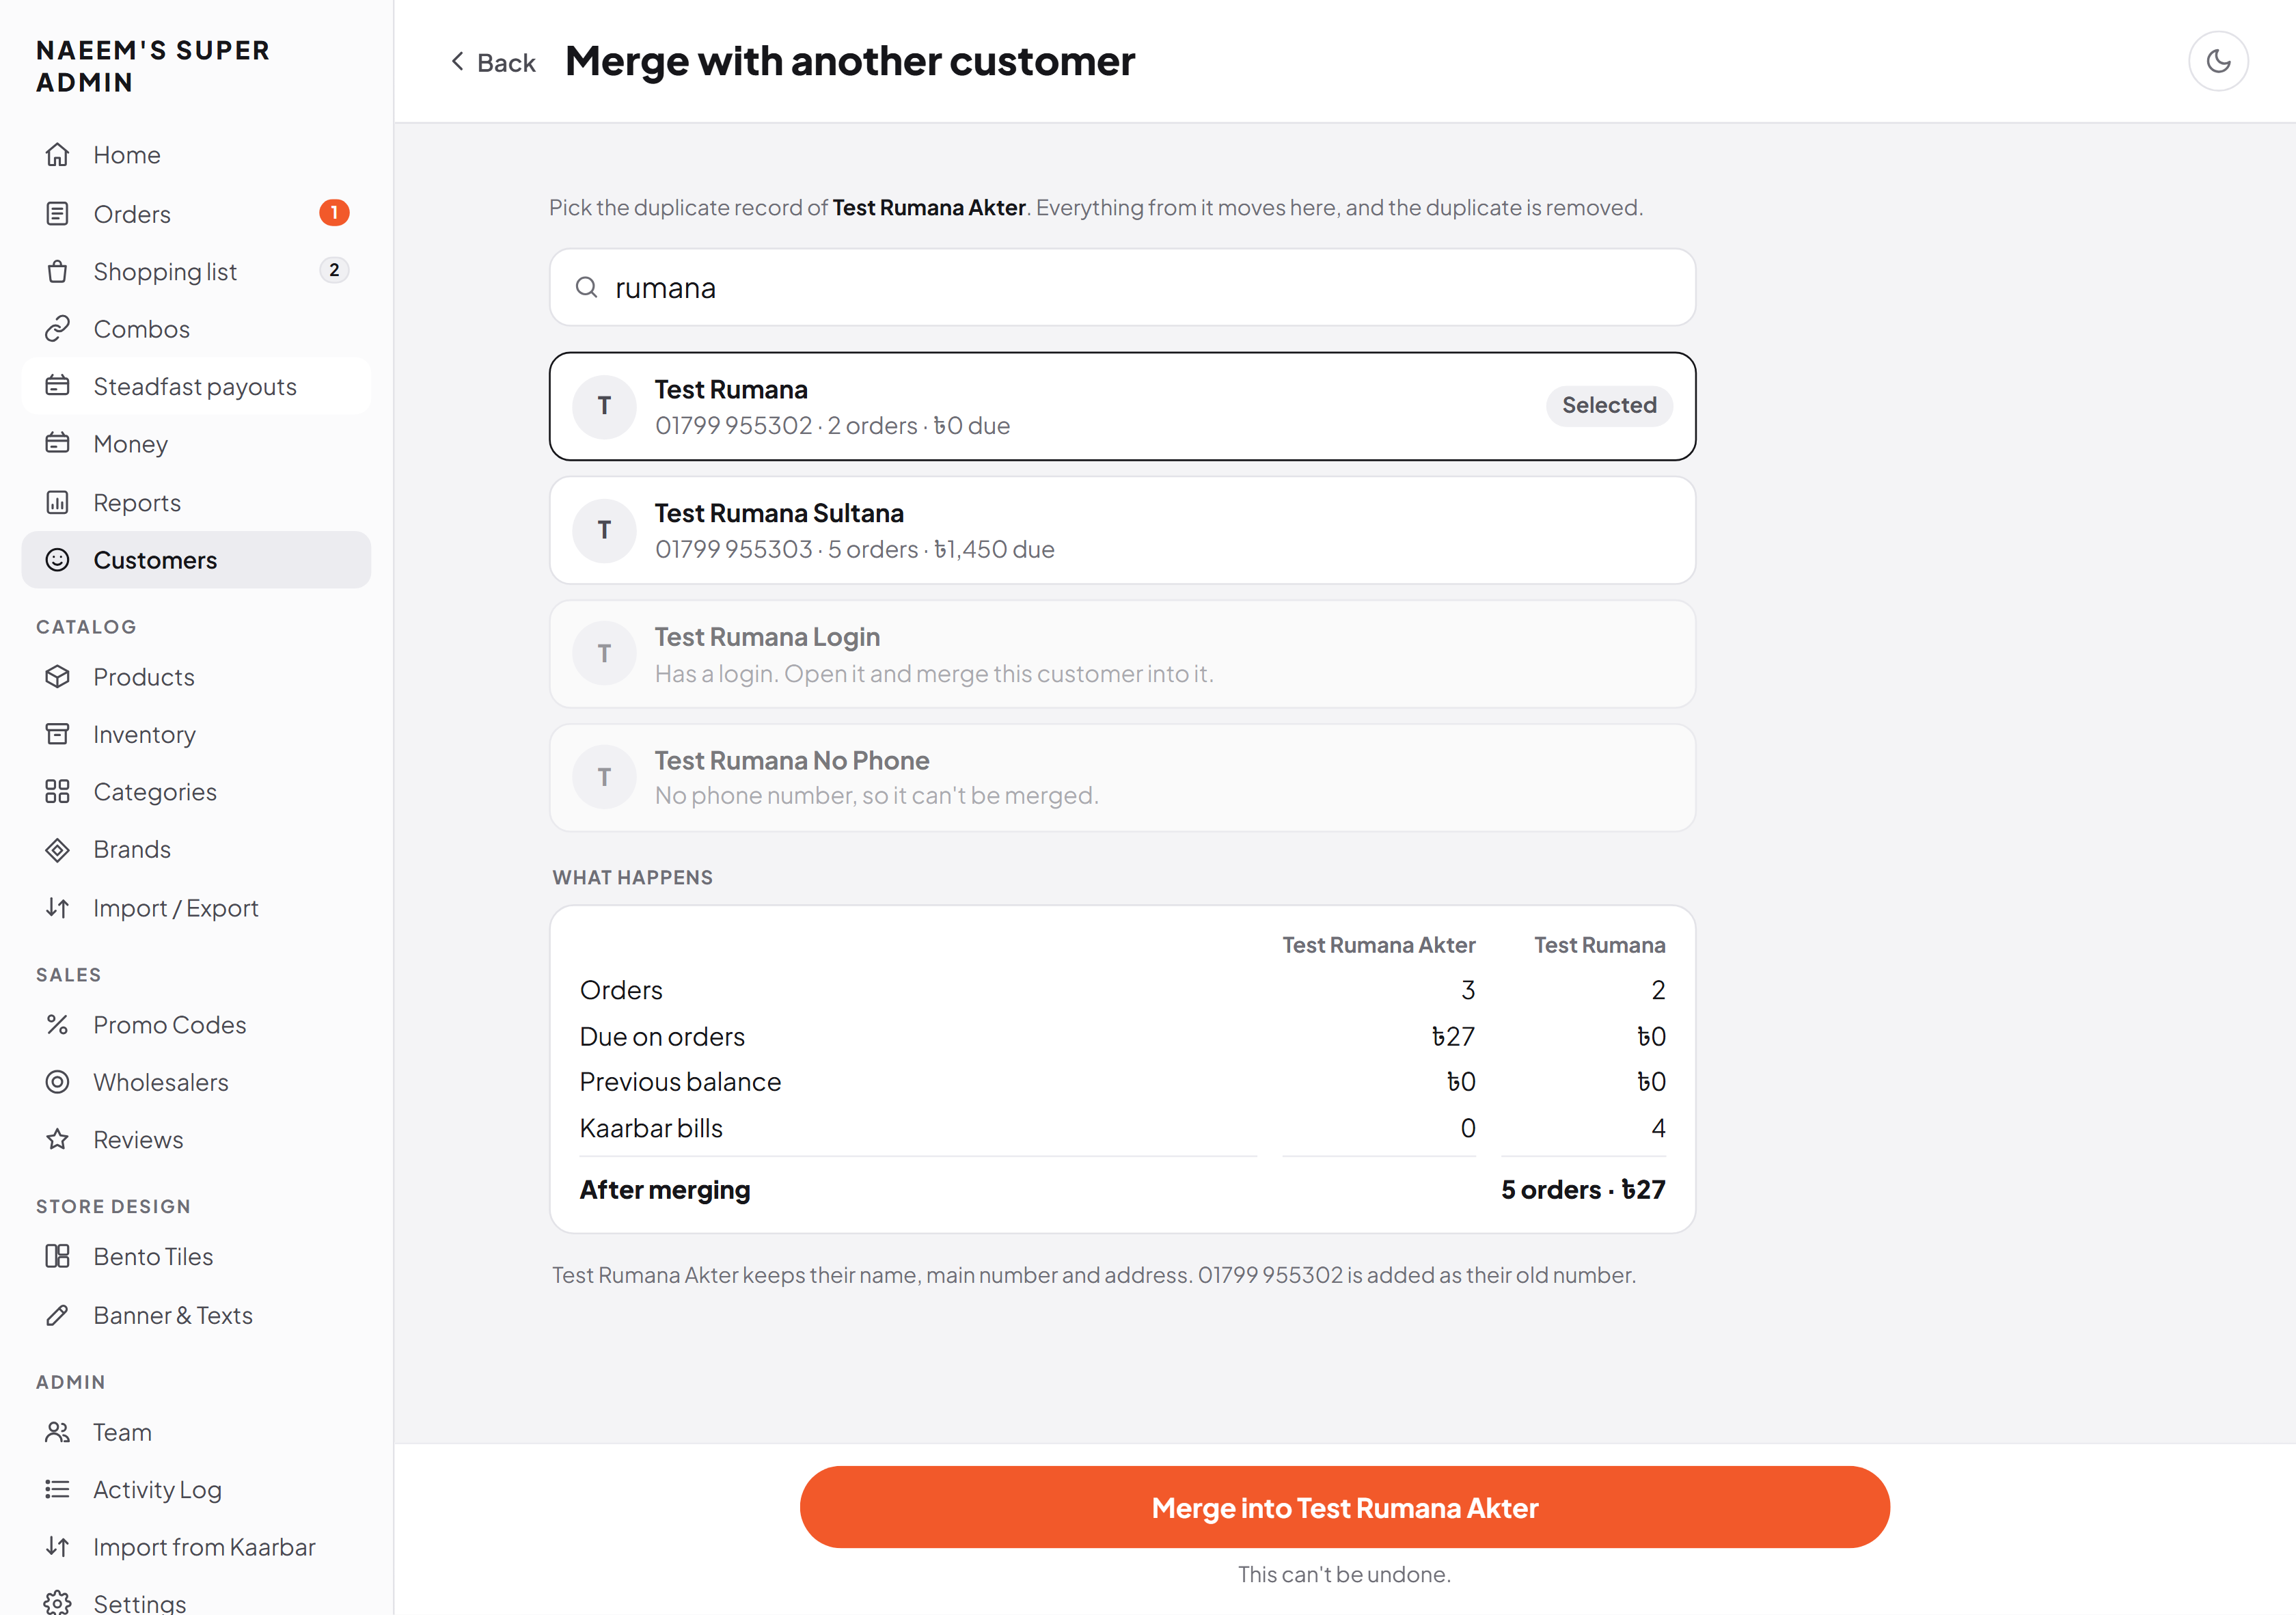 NAEEM'S SUPER
ADMIN
Home
Orders 1
Shopping list 2
Combos
Steadfast payouts
Money
Reports
Customers
CATALOG
Products
Inventory
Categories
Brands
Import / Export
SALES
Promo Codes
Wholesalers
Reviews
STORE DESIGN
Bento Tiles
Banner & Texts
ADMIN
Team
Activity Log
Import from Kaarbar
Settings
Back Merge with another customer
Pick the duplicate record of Test Rumana Akter. Everything from it moves here, and the duplicate is removed.
rumana
T Test Rumana Selected
01799 955302 · 2 orders · ৳0 due
T Test Rumana Sultana
01799 955303 · 5 orders · ৳1,450 due
T Test Rumana Login
Has a login. Open it and merge this customer into it.
T Test Rumana No Phone
No phone number, so it can't be merged.
WHAT HAPPENS
Test Rumana Akter Test Rumana
Orders 3 2
Due on orders ৳27 ৳0
Previous balance ৳0 ৳0
Kaarbar bills 0 4
After merging 5 orders · ৳27
Test Rumana Akter keeps their name, main number and address. 01799 955302 is added as their old number.
Merge into Test Rumana Akter
This can't be undone.